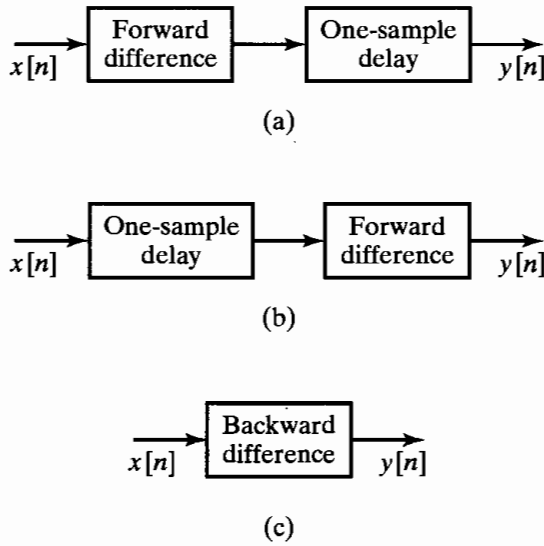 Forward
difference
One-sample
delay
x[n]
y[n]
(a)
One-sample
delay
Forward
difference
x[n]
y[n]
(b)
Backward
difference
x[n]
y[n]
(c)